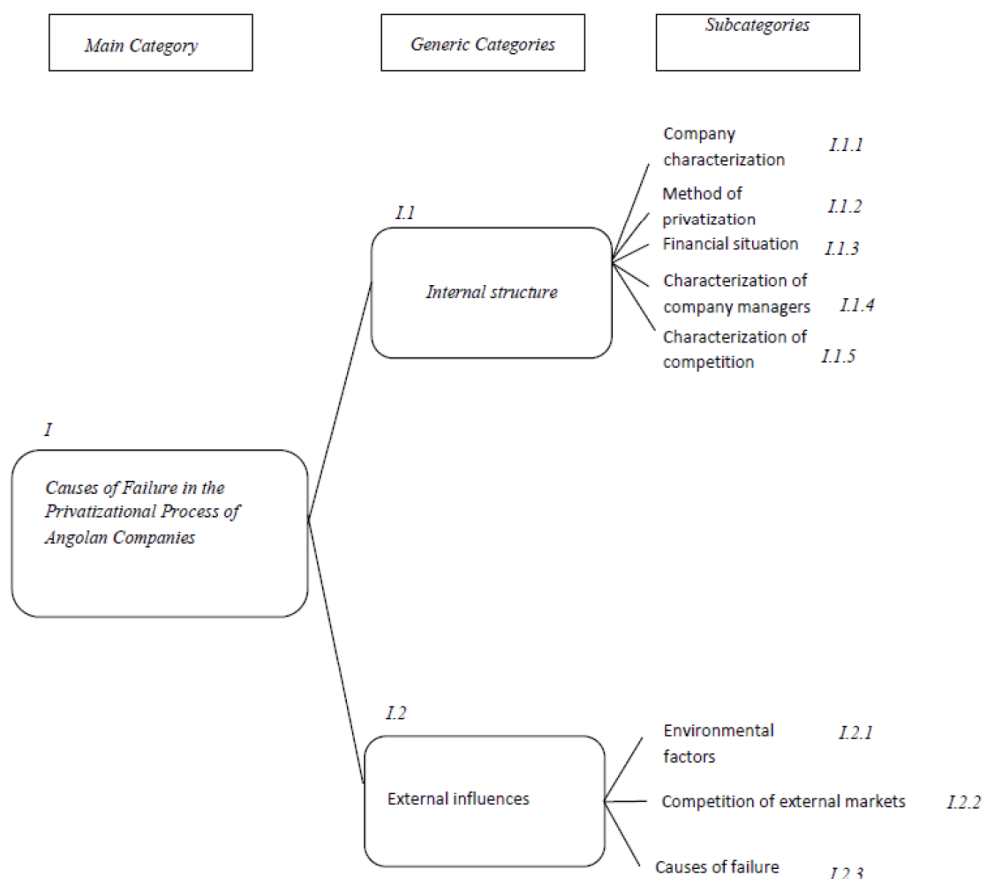 Main Category
Generic Categories
Subcategories
Company
characterization
I.1.1
I.1
Method of
privatization
I.1.2
Financial situation
I.1.3
Internal structure
Characterization of
company managers
I.1.4
Characterization of
competition
I.1.5
I
Causes of Failure in the
Privatizational Process of
Angolan Companies
I.2
Environmental
factors
I.2.1
External influences
Competition of external markets
I.2.2
Causes of failure
I.2.3